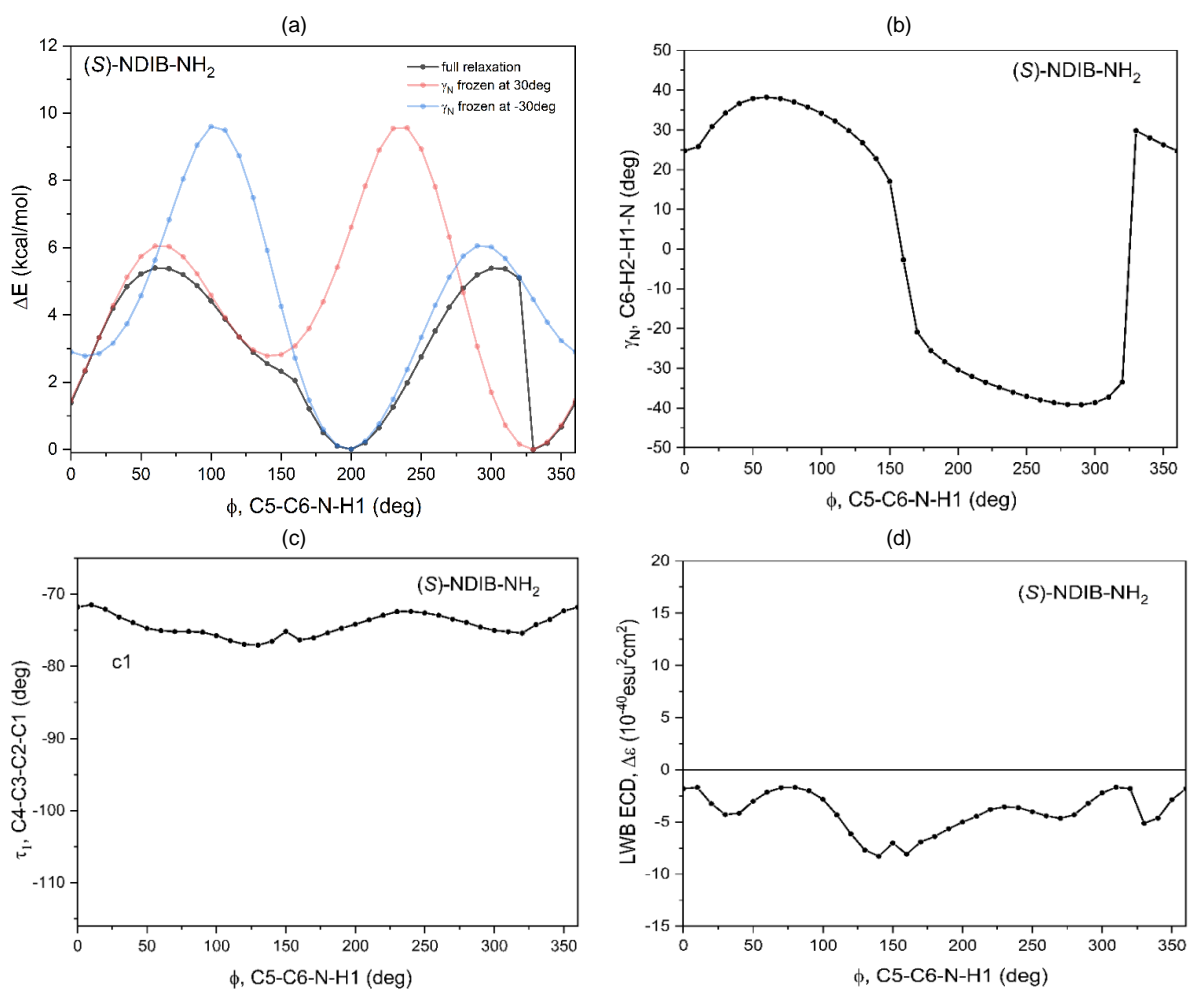 (a)
(S)-NDIB-NH₂
full relaxation
γN frozen at 30deg
γN frozen at -30deg
ΔE (kcal/mol)
12
10
8
6
4
2
0
0 50 100 150 200 250 300 350
ϕ, C5-C6-N-H1 (deg)
(b)
(S)-NDIB-NH₂
γN, C6-H2-H1-N (deg)
50
40
30
20
10
0
-10
-20
-30
-40
-50
0 50 100 150 200 250 300 350
ϕ, C5-C6-N-H1 (deg)
(c)
(S)-NDIB-NH₂
c1
τ₁, C4-C3-C2-C1 (deg)
-70
-80
-90
-100
-110
0 50 100 150 200 250 300 350
ϕ, C5-C6-N-H1 (deg)
(d)
(S)-NDIB-NH₂
LWB ECD, Δε (10⁻⁴⁰esu²cm²)
20
15
10
5
0
-5
-10
-15
0 50 100 150 200 250 300 350
ϕ, C5-C6-N-H1 (deg)